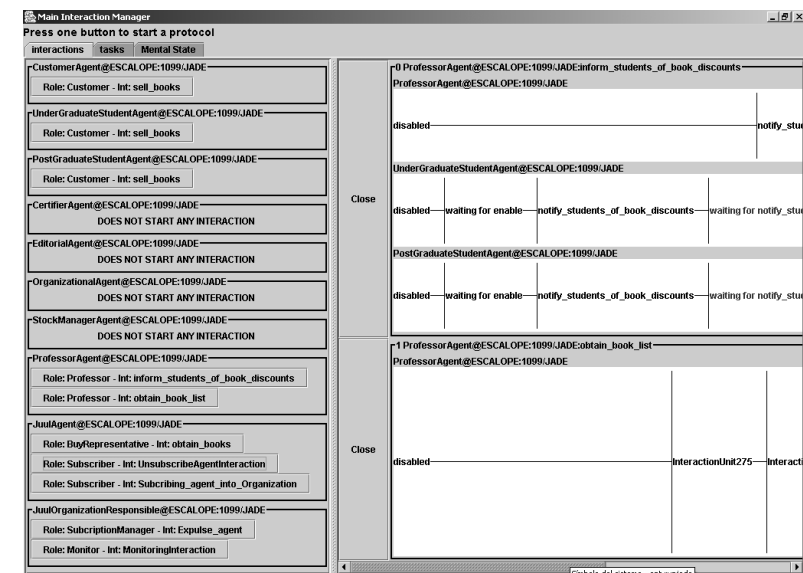 Main Interaction Manager
Press one button to start a protocol
interactions tasks Mental State
CustomerAgent@ESCALOPE:1099/JADE
Role: Customer - Int: sell_books
UnderGraduateStudentAgent@ESCALOPE:1099/JADE
Role: Customer - Int: sell_books
PostGraduateStudentAgent@ESCALOPE:1099/JADE
Role: Customer - Int: sell_books
CertifierAgent@ESCALOPE:1099/JADE
DOES NOT START ANY INTERACTION
EditorialAgent@ESCALOPE:1099/JADE
DOES NOT START ANY INTERACTION
OrganizationalAgent@ESCALOPE:1099/JADE
DOES NOT START ANY INTERACTION
StockManagerAgent@ESCALOPE:1099/JADE
DOES NOT START ANY INTERACTION
ProfessorAgent@ESCALOPE:1099/JADE
Role: Professor - Int: inform_students_of_book_discounts
Role: Professor - Int: obtain_book_list
JuulAgent@ESCALOPE:1099/JADE
Role: BuyRepresentative - Int: obtain_books
Role: Subscriber - Int: UnsubscribeAgentInteraction
Role: Subscriber - Int: Subcribing_agent_into_Organization
JuulOrganizationResponsible@ESCALOPE:1099/JADE
Role: SubcriptionManager - Int: Expulse_agent
Role: Monitor - Int: MonitoringInteraction
Close
0 ProfessorAgent@ESCALOPE:1099/JADE:inform_students_of_book_discounts
ProfessorAgent@ESCALOPE:1099/JADE
disabled notify_stu
UnderGraduateStudentAgent@ESCALOPE:1099/JADE
disabled waiting for enable notify_students_of_book_discounts waiting for notify_stu
PostGraduateStudentAgent@ESCALOPE:1099/JADE
disabled waiting for enable notify_students_of_book_discounts waiting for notify_stu
Close
1 ProfessorAgent@ESCALOPE:1099/JADE:obtain_book_list
ProfessorAgent@ESCALOPE:1099/JADE
disabled InteractionUnit275 Interacti